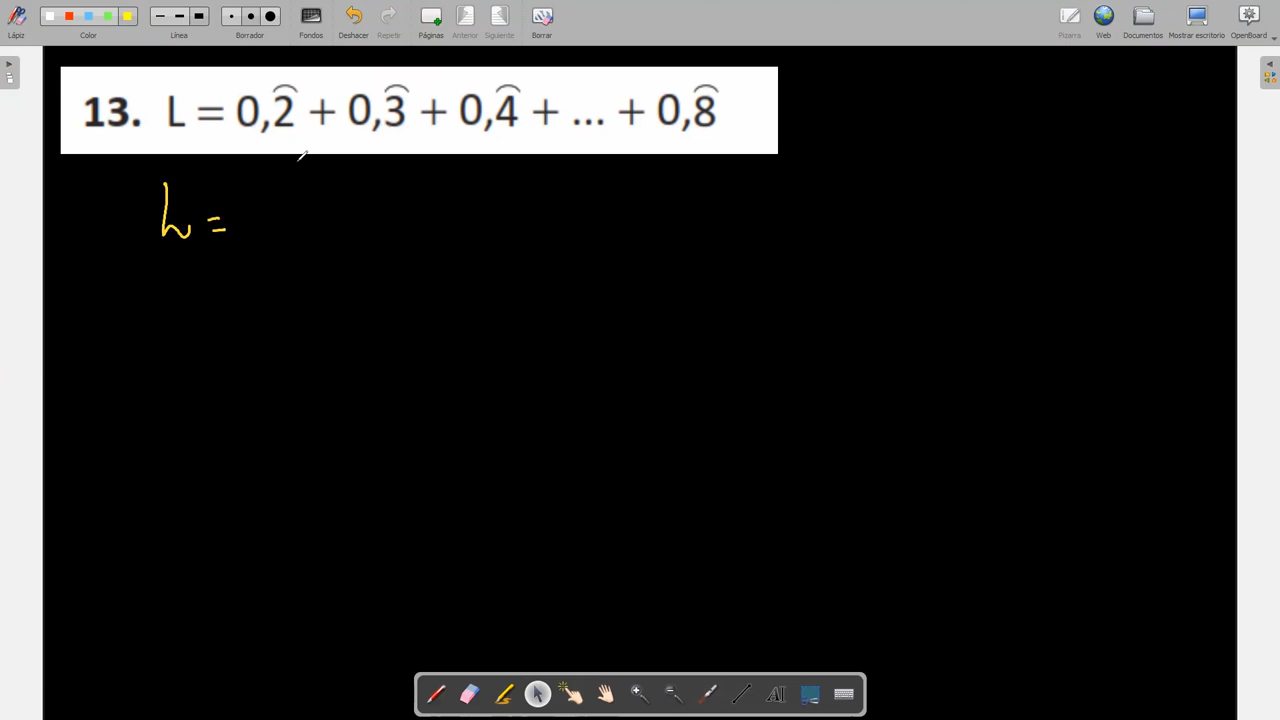 Lápiz Color Línea Borrador Fondos Deshacer Repetir Páginas Anterior Siguiente Borrar Pizarra Web Documentos Mostrar escritorio OpenBoard
13. L = 0,2͡ + 0,3͡ + 0,4͡ + ... + 0,8͡
L =
AI